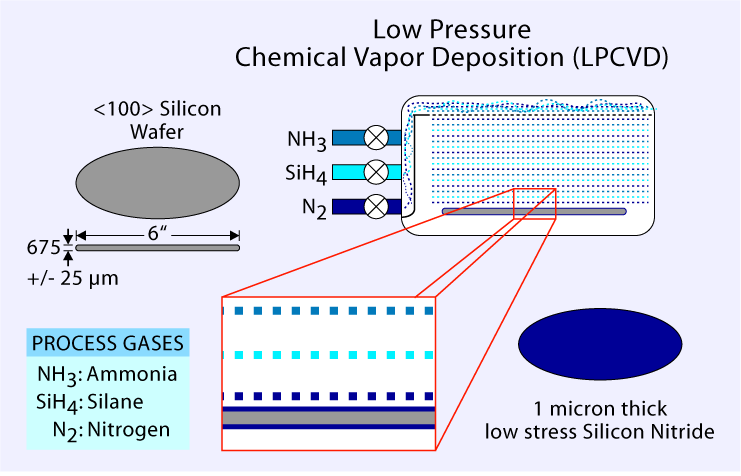 Low Pressure
Chemical Vapor Deposition (LPCVD)
<100> Silicon
Wafer
6“
675
+/- 25 µm
NH3
SiH4
N2
PROCESS GASES
NH3: Ammonia
SiH4: Silane
N2: Nitrogen
1 micron thick
low stress Silicon Nitride